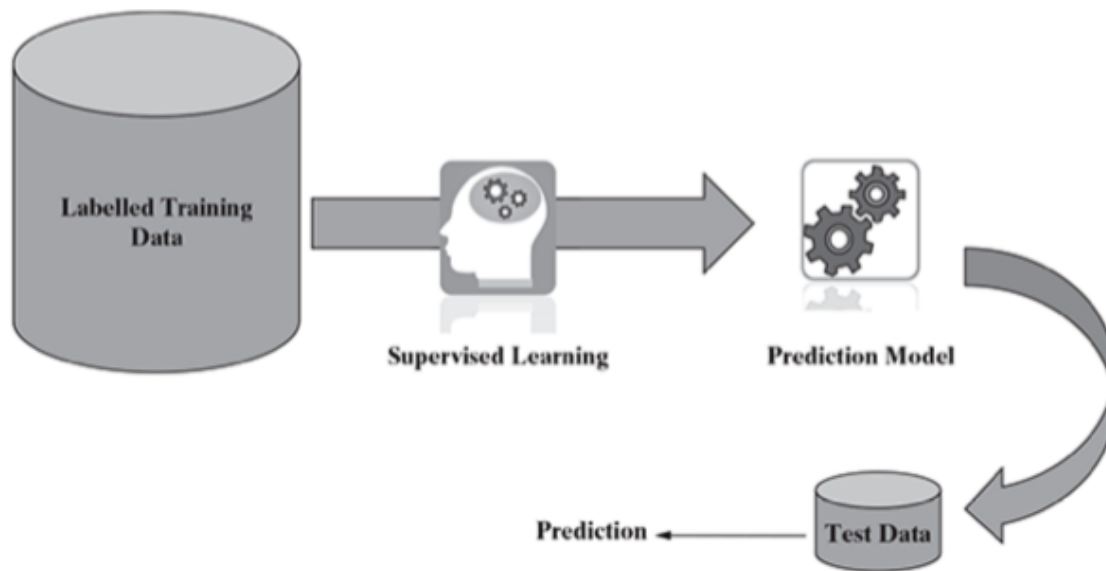 Labelled Training
Data
Supervised Learning
Prediction Model
Test Data
Prediction